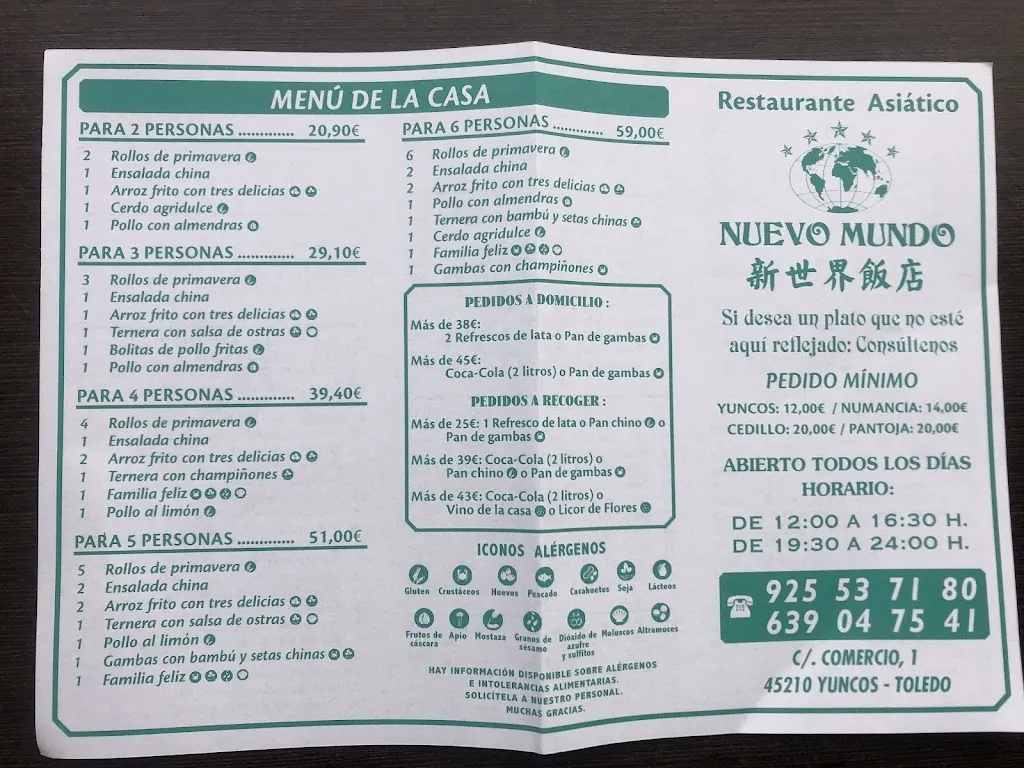 MENÚ DE LA CASA
PARA 2 PERSONAS ............. 20,90€
2 Rollos de primavera
1 Ensalada china
1 Arroz frito con tres delicias
1 Cerdo agridulce
1 Pollo con almendras
PARA 3 PERSONAS ............. 29,10€
3 Rollos de primavera
1 Ensalada china
1 Arroz frito con tres delicias
1 Ternera con salsa de ostras
1 Bolitas de pollo fritas
1 Pollo con almendras
PARA 4 PERSONAS ............. 39,40€
4 Rollos de primavera
1 Ensalada china
2 Arroz frito con tres delicias
1 Ternera con champiñones
1 Familia feliz
1 Pollo al limón
PARA 5 PERSONAS ............. 51,00€
5 Rollos de primavera
2 Ensalada china
2 Arroz frito con tres delicias
1 Ternera con salsa de ostras
1 Pollo al limón
1 Gambas con bambú y setas chinas
1 Familia feliz
PARA 6 PERSONAS ............ 59,00€
6 Rollos de primavera
2 Ensalada china
2 Arroz frito con tres delicias
1 Pollo con almendras
1 Ternera con bambú y setas chinas
1 Cerdo agridulce
1 Familia feliz
1 Gambas con champiñones
PEDIDOS A DOMICILIO :
Más de 38€:
2 Refrescos de lata o Pan de gambas
Más de 45€:
Coca-Cola (2 litros) o Pan de gambas
PEDIDOS A RECOGER :
Más de 25€: 1 Refresco de lata o Pan chino o
Pan de gambas
Más de 39€: Coca-Cola (2 litros) o
Pan chino o Pan de gambas
Más de 43€: Coca-Cola (2 litros) o
Vino de la casa o Licor de Flores
ICONOS ALÉRGENOS
Gluten Crustáceos Huevos Pescado Cacahuetes Soja Lácteos
Frutos de cáscara Apio Mostaza Granos de sésamo Dióxido de azufre y sulfitos Moluscos Altramuces
HAY INFORMACIÓN DISPONIBLE SOBRE ALÉRGENOS
E INTOLERANCIAS ALIMENTARIAS.
SOLICÍTELA A NUESTRO PERSONAL.
MUCHAS GRACIAS.
Restaurante Asiático
NUEVO MUNDO
新世界飯店
Si desea un plato que no esté
aquí reflejado: Consúltenos
PEDIDO MÍNIMO
YUNCOS: 12,00€ / NUMANCIA: 14,00€
CEDILLO: 20,00€ / PANTOJA: 20,00€
ABIERTO TODOS LOS DÍAS
HORARIO:
DE 12:00 A 16:30 H.
DE 19:30 A 24:00 H.
925 53 71 80
639 04 75 41
C/. COMERCIO, 1
45210 YUNCOS - TOLEDO